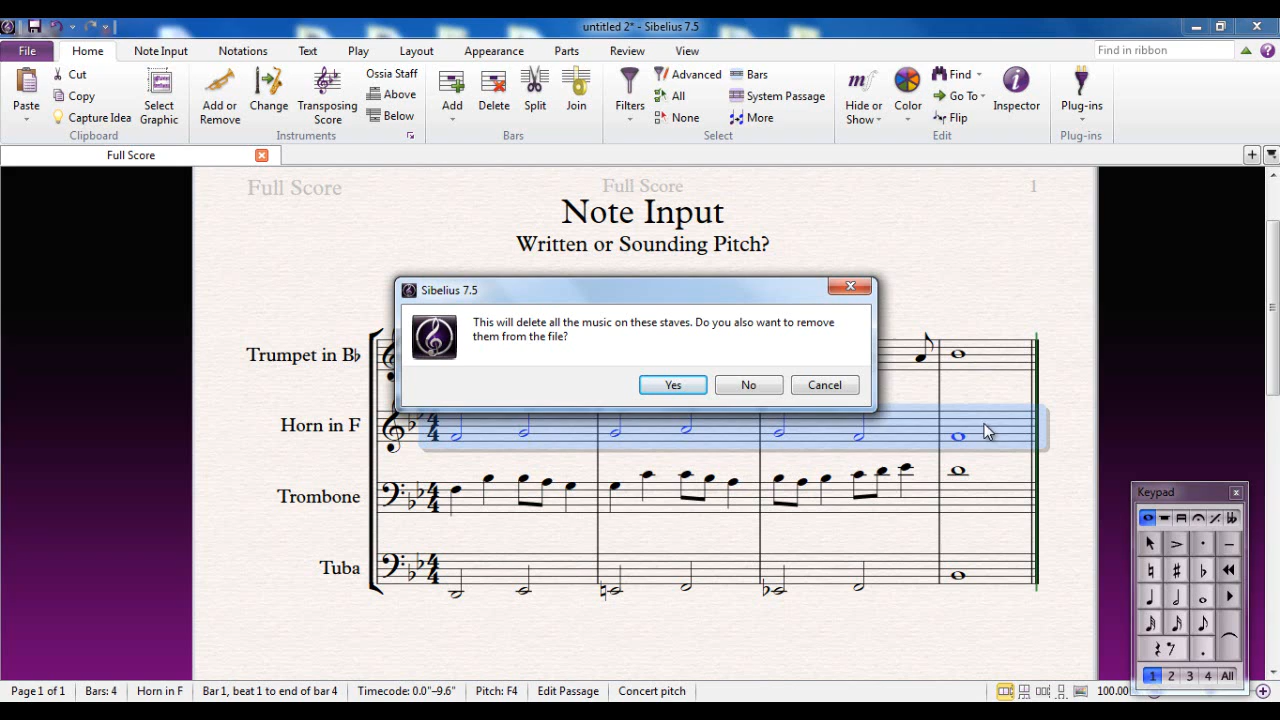 untitled 2* - Sibelius 7.5
File Home Note Input Notations Text Play Layout Appearance Parts Review View Find in ribbon
Paste
Cut
Copy
Capture Idea
Select Graphic
Clipboard
Add or Remove
Change
Transposing Score
Ossia Staff
Above
Below
Instruments
Add
Delete
Split
Join
Bars
Filters
Advanced
All
None
Bars
System Passage
More
Select
Hide or Show
Color
Find
Go To
Flip
Inspector
Edit
Plug-ins
Plug-ins
Full Score
Full Score Full Score 1
Note Input
Written or Sounding Pitch?
Sibelius 7.5
This will delete all the music on these staves. Do you also want to remove
them from the file?
Yes No Cancel
Trumpet in B♭
Horn in F
Trombone
Tuba
Keypad
1 2 3 4 All
Page 1 of 1 Bars: 4 Horn in F Bar 1, beat 1 to end of bar 4 Timecode: 0.0"–9.6" Pitch: F4 Edit Passage Concert pitch 100.00